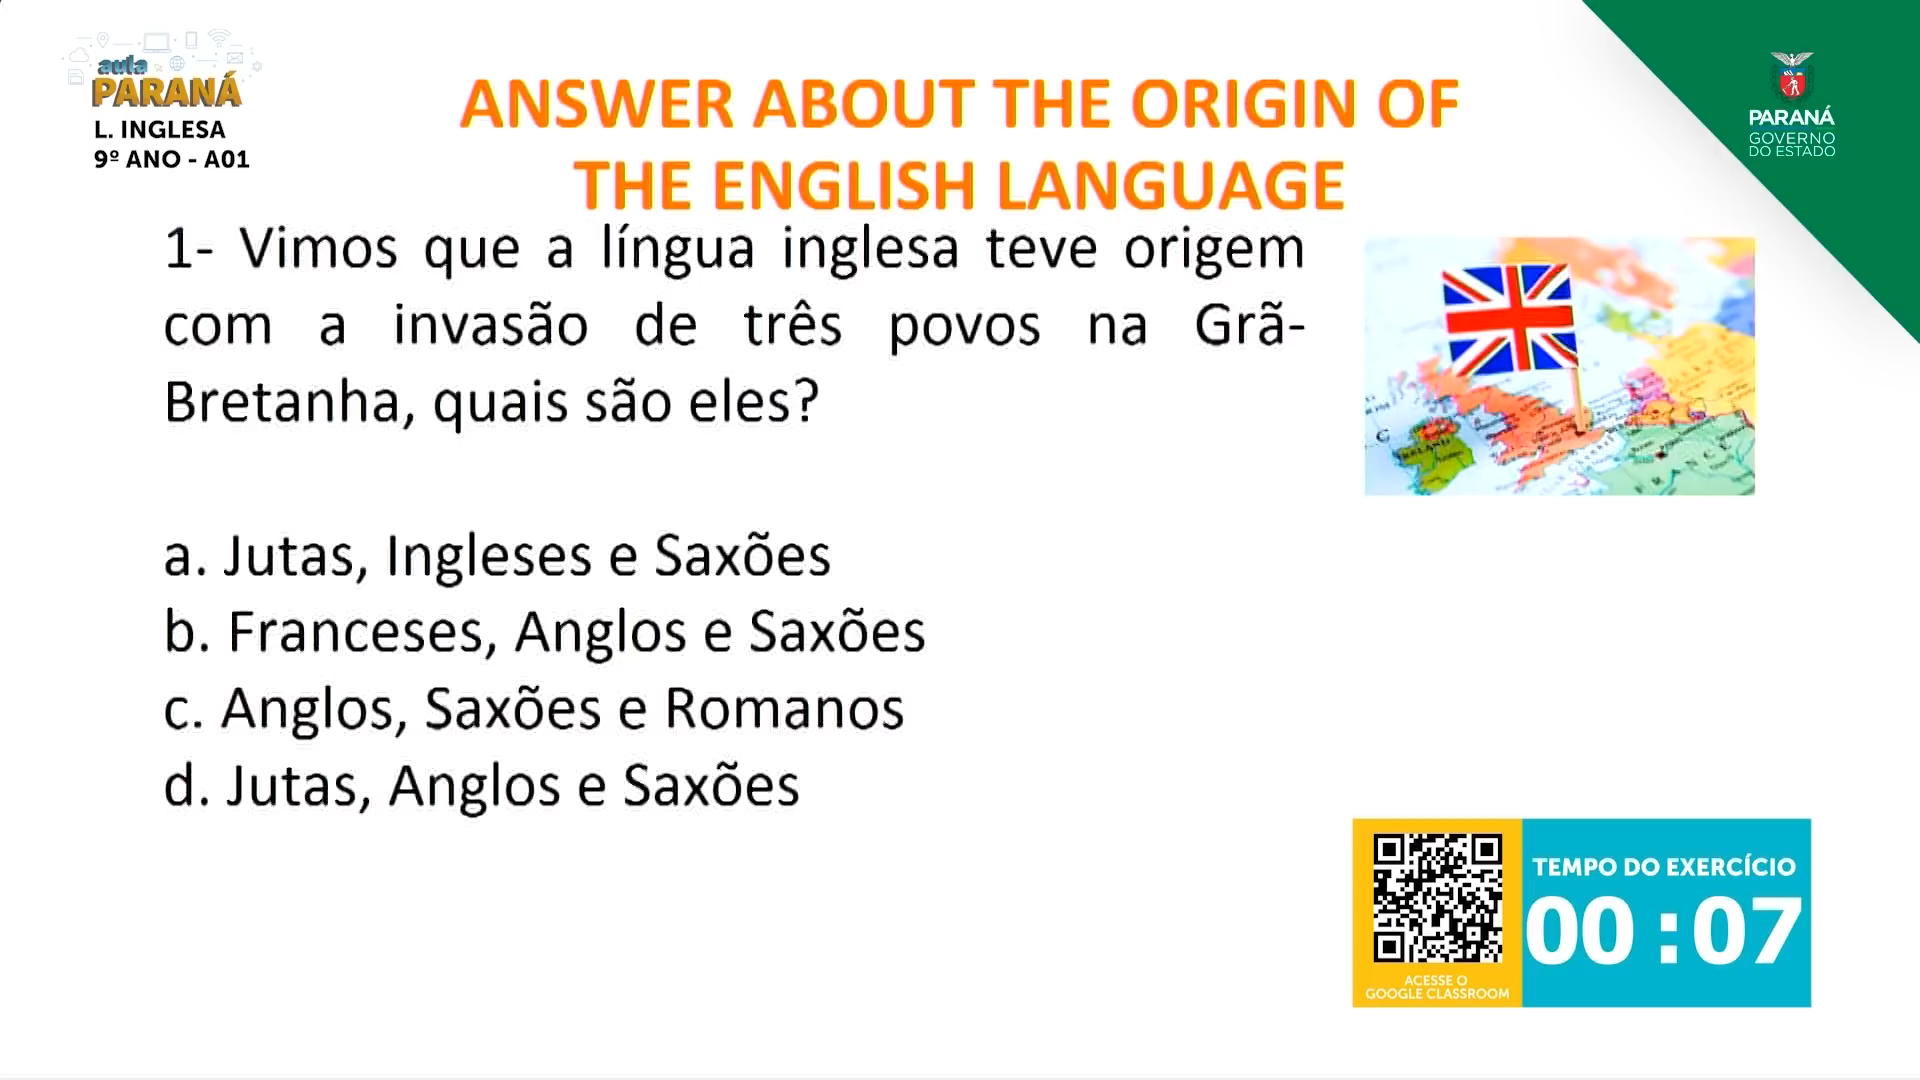 aula
PARANÁ
L. INGLESA
9º ANO - A01
ANSWER ABOUT THE ORIGIN OF
THE ENGLISH LANGUAGE
PARANÁ
GOVERNO
DO ESTADO
1- Vimos que a língua inglesa teve origem
com a invasão de três povos na Grã-
Bretanha, quais são eles?
a. Jutas, Ingleses e Saxões
b. Franceses, Anglos e Saxões
c. Anglos, Saxões e Romanos
d. Jutas, Anglos e Saxões
TEMPO DO EXERCÍCIO
00 :07
ACESSE O
GOOGLE CLASSROOM